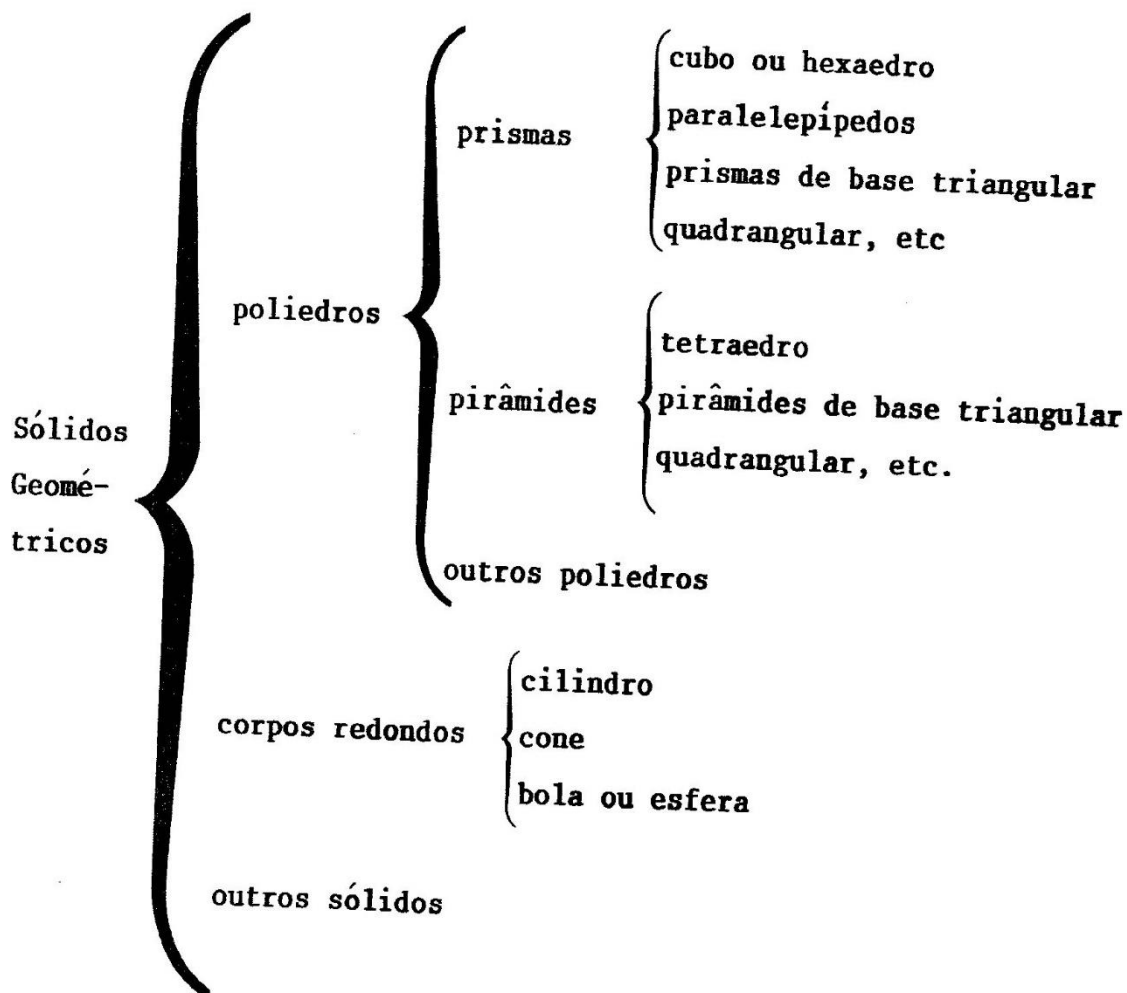 cubo ou hexaedro
prismas
paralelepípedos
prismas de base triangular
quadrangular, etc
poliedros
tetraedro
pirâmides
pirâmides de base triangular
quadrangular, etc.
outros poliedros
Sólidos
Geomé-
tricos
cilindro
corpos redondos
cone
bola ou esfera
outros sólidos